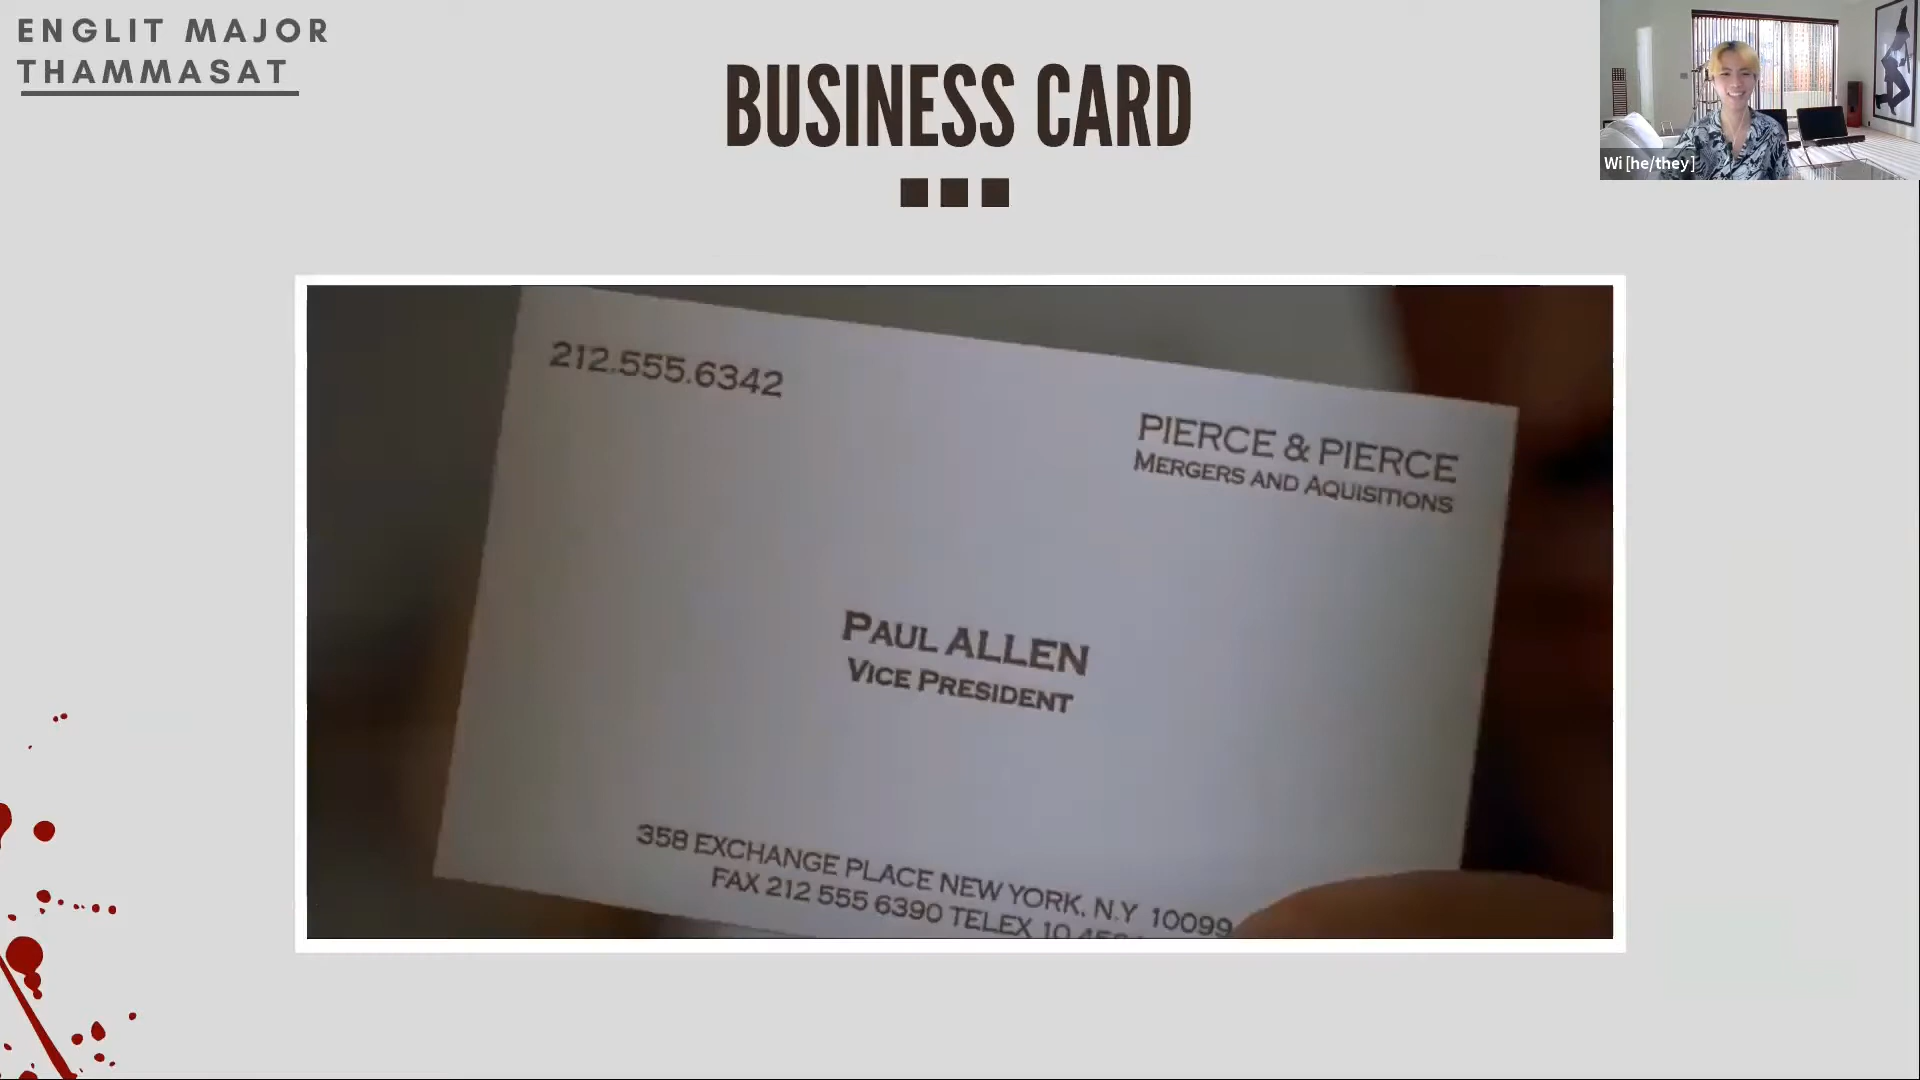 ENGLIT MAJOR
THAMMASAT
BUSINESS CARD
Wi [he/they]
212.555.6342
PIERCE & PIERCE
MERGERS AND AQUISITIONS
PAUL ALLEN
VICE PRESIDENT
358 EXCHANGE PLACE NEW YORK, N.Y 10099
FAX 212 555 6390 TELEX 10